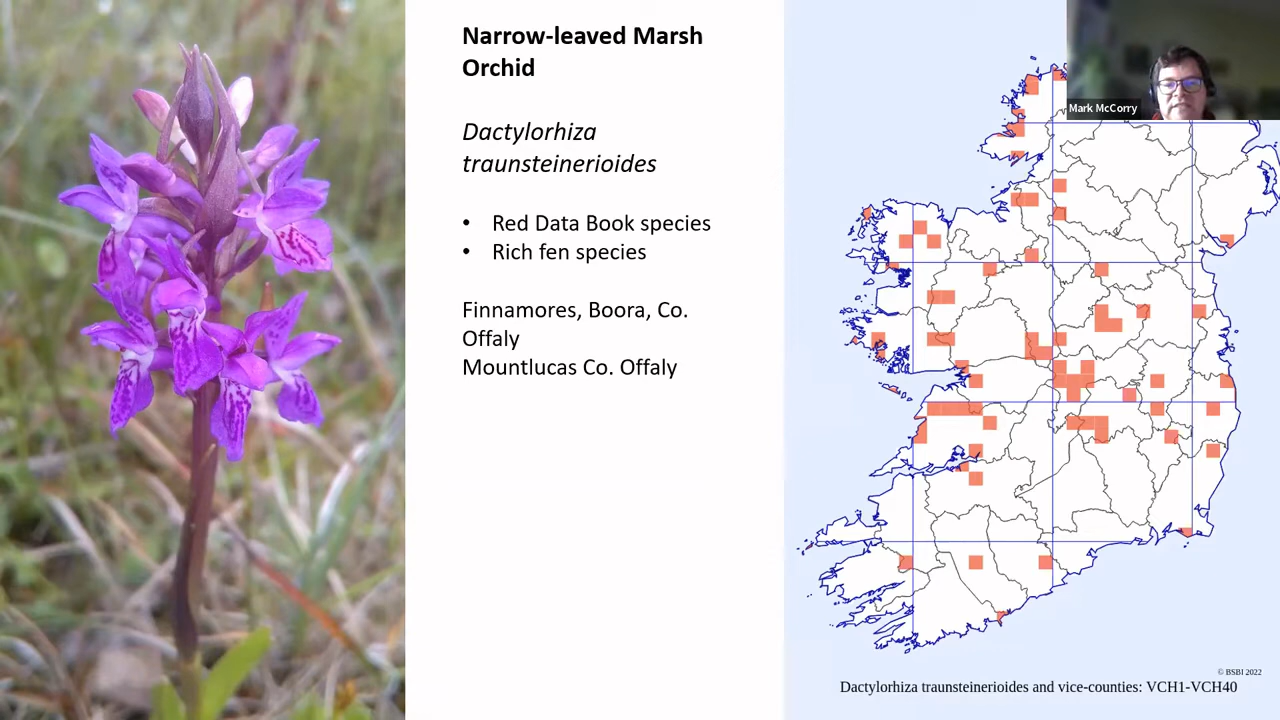 Narrow-leaved Marsh
Orchid
Dactylorhiza
traunsteinerioides
• Red Data Book species
• Rich fen species
Finnamores, Boora, Co.
Offaly
Mountlucas Co. Offaly
Mark McCorry
© BSBI 2022
Dactylorhiza traunsteinerioides and vice-counties: VCH1-VCH40